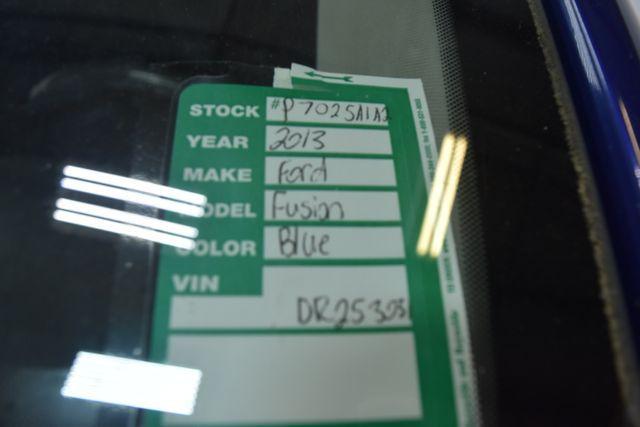 STOCK #P7025A1A2
YEAR 2013
MAKE Ford
MODEL Fusion
COLOR Blue
VIN
DR253031